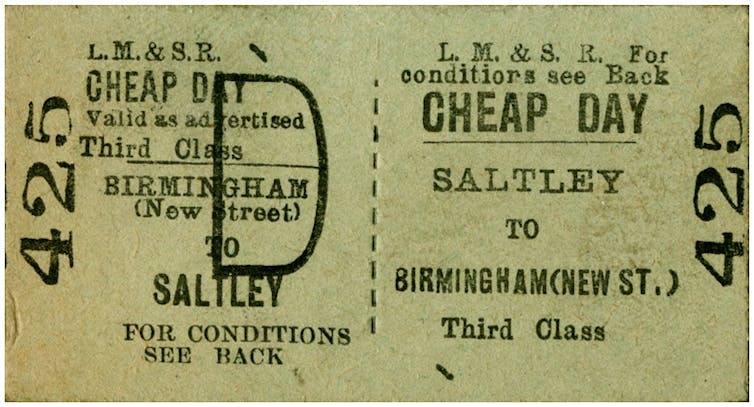 425
L.M.& S.R.
CHEAP DAY
Valid as advertised
Third Class
BIRMINGHAM
(New Street)
TO
SALTLEY
FOR CONDITIONS
SEE BACK
D
L. M. & S. R. For
conditions see Back
CHEAP DAY
SALTLEY
TO
BIRMINGHAM(NEW ST.)
Third Class
425